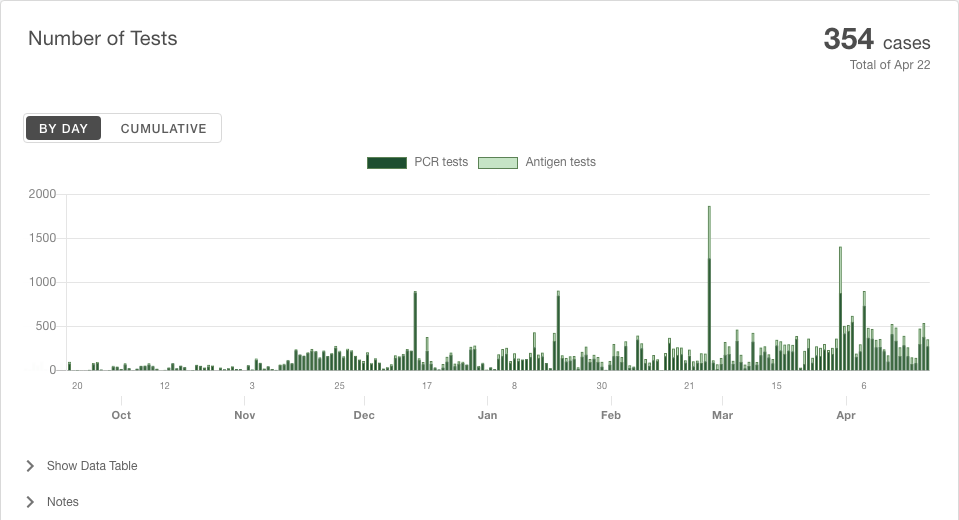 Number of Tests
354 cases
Total of Apr 22
BY DAY CUMULATIVE
PCR tests Antigen tests
2000
1500
1000
500
0
20 12 3 25 17 8 30 21 15 6
Oct Nov Dec Jan Feb Mar Apr
Show Data Table
Notes